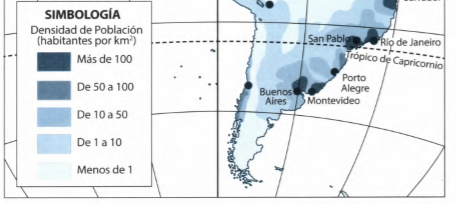 SIMBOLOGÍA
Densidad de Población
(habitantes por km²)
Más de 100
De 50 a 100
De 10 a 50
De 1 a 10
Menos de 1
San Pablo
Río de Janeiro
Trópico de Capricornio
Porto
Alegre
Buenos
Aires
Montevideo